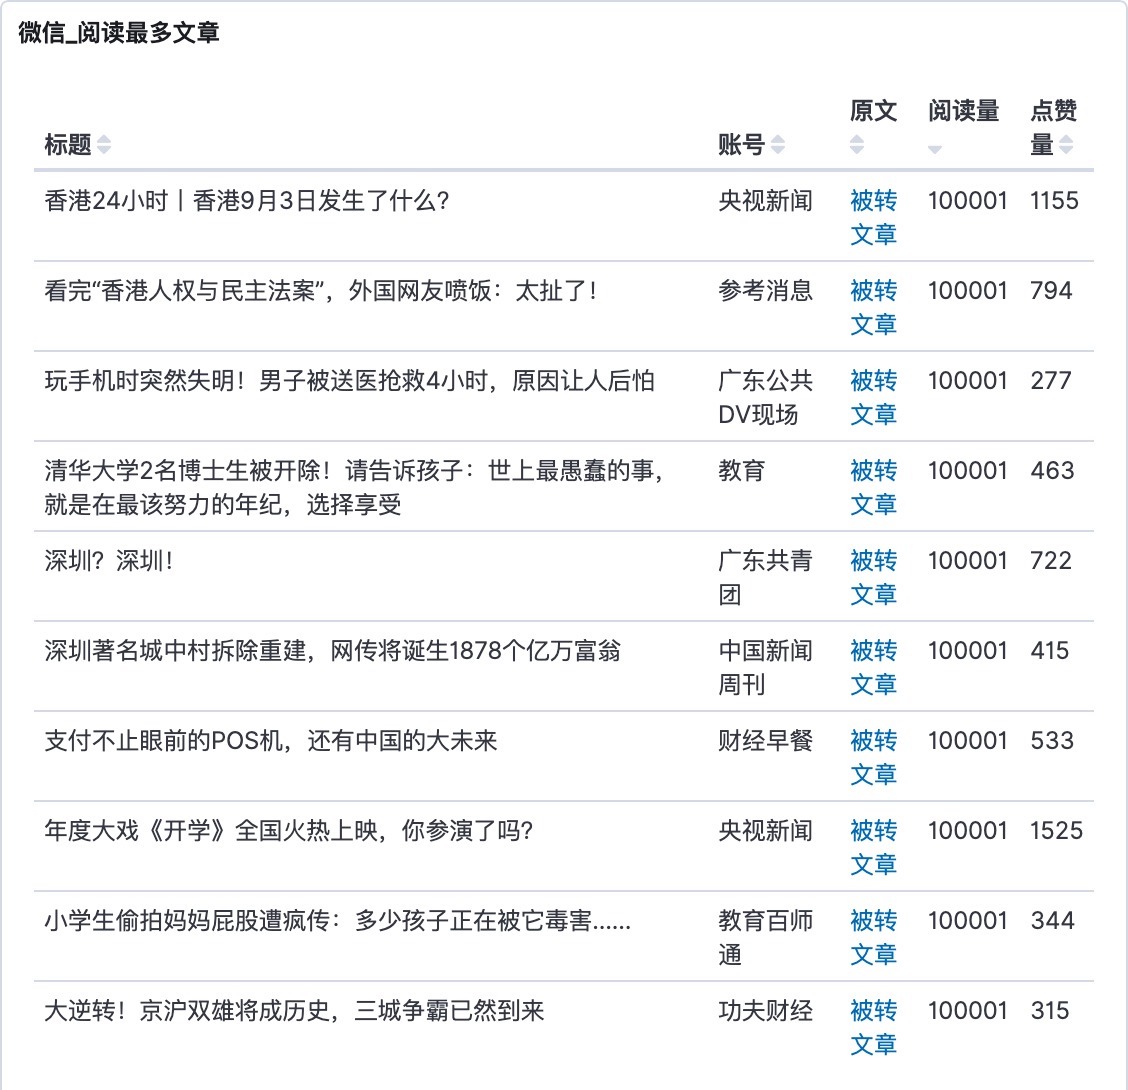 微信_阅读最多文章
标题 账号 原文 阅读量 点赞量
香港24小时丨香港9月3日发生了什么? 央视新闻 被转文章 100001 1155
看完“香港人权与民主法案”，外国网友喷饭：太扯了! 参考消息 被转文章 100001 794
玩手机时突然失明！男子被送医抢救4小时，原因让人后怕 广东公共DV现场 被转文章 100001 277
清华大学2名博士生被开除！请告诉孩子：世上最愚蠢的事，
就是在最该努力的年纪，选择享受 教育 被转文章 100001 463
深圳？深圳！ 广东共青团 被转文章 100001 722
深圳著名城中村拆除重建，网传将诞生1878个亿万富翁 中国新闻周刊 被转文章 100001 415
支付不止眼前的POS机，还有中国的大未来 财经早餐 被转文章 100001 533
年度大戏《开学》全国火热上映，你参演了吗? 央视新闻 被转文章 100001 1525
小学生偷拍妈妈屁股遭疯传：多少孩子正在被它毒害...... 教育百师通 被转文章 100001 344
大逆转！京沪双雄将成历史，三城争霸已然到来 功夫财经 被转文章 100001 315